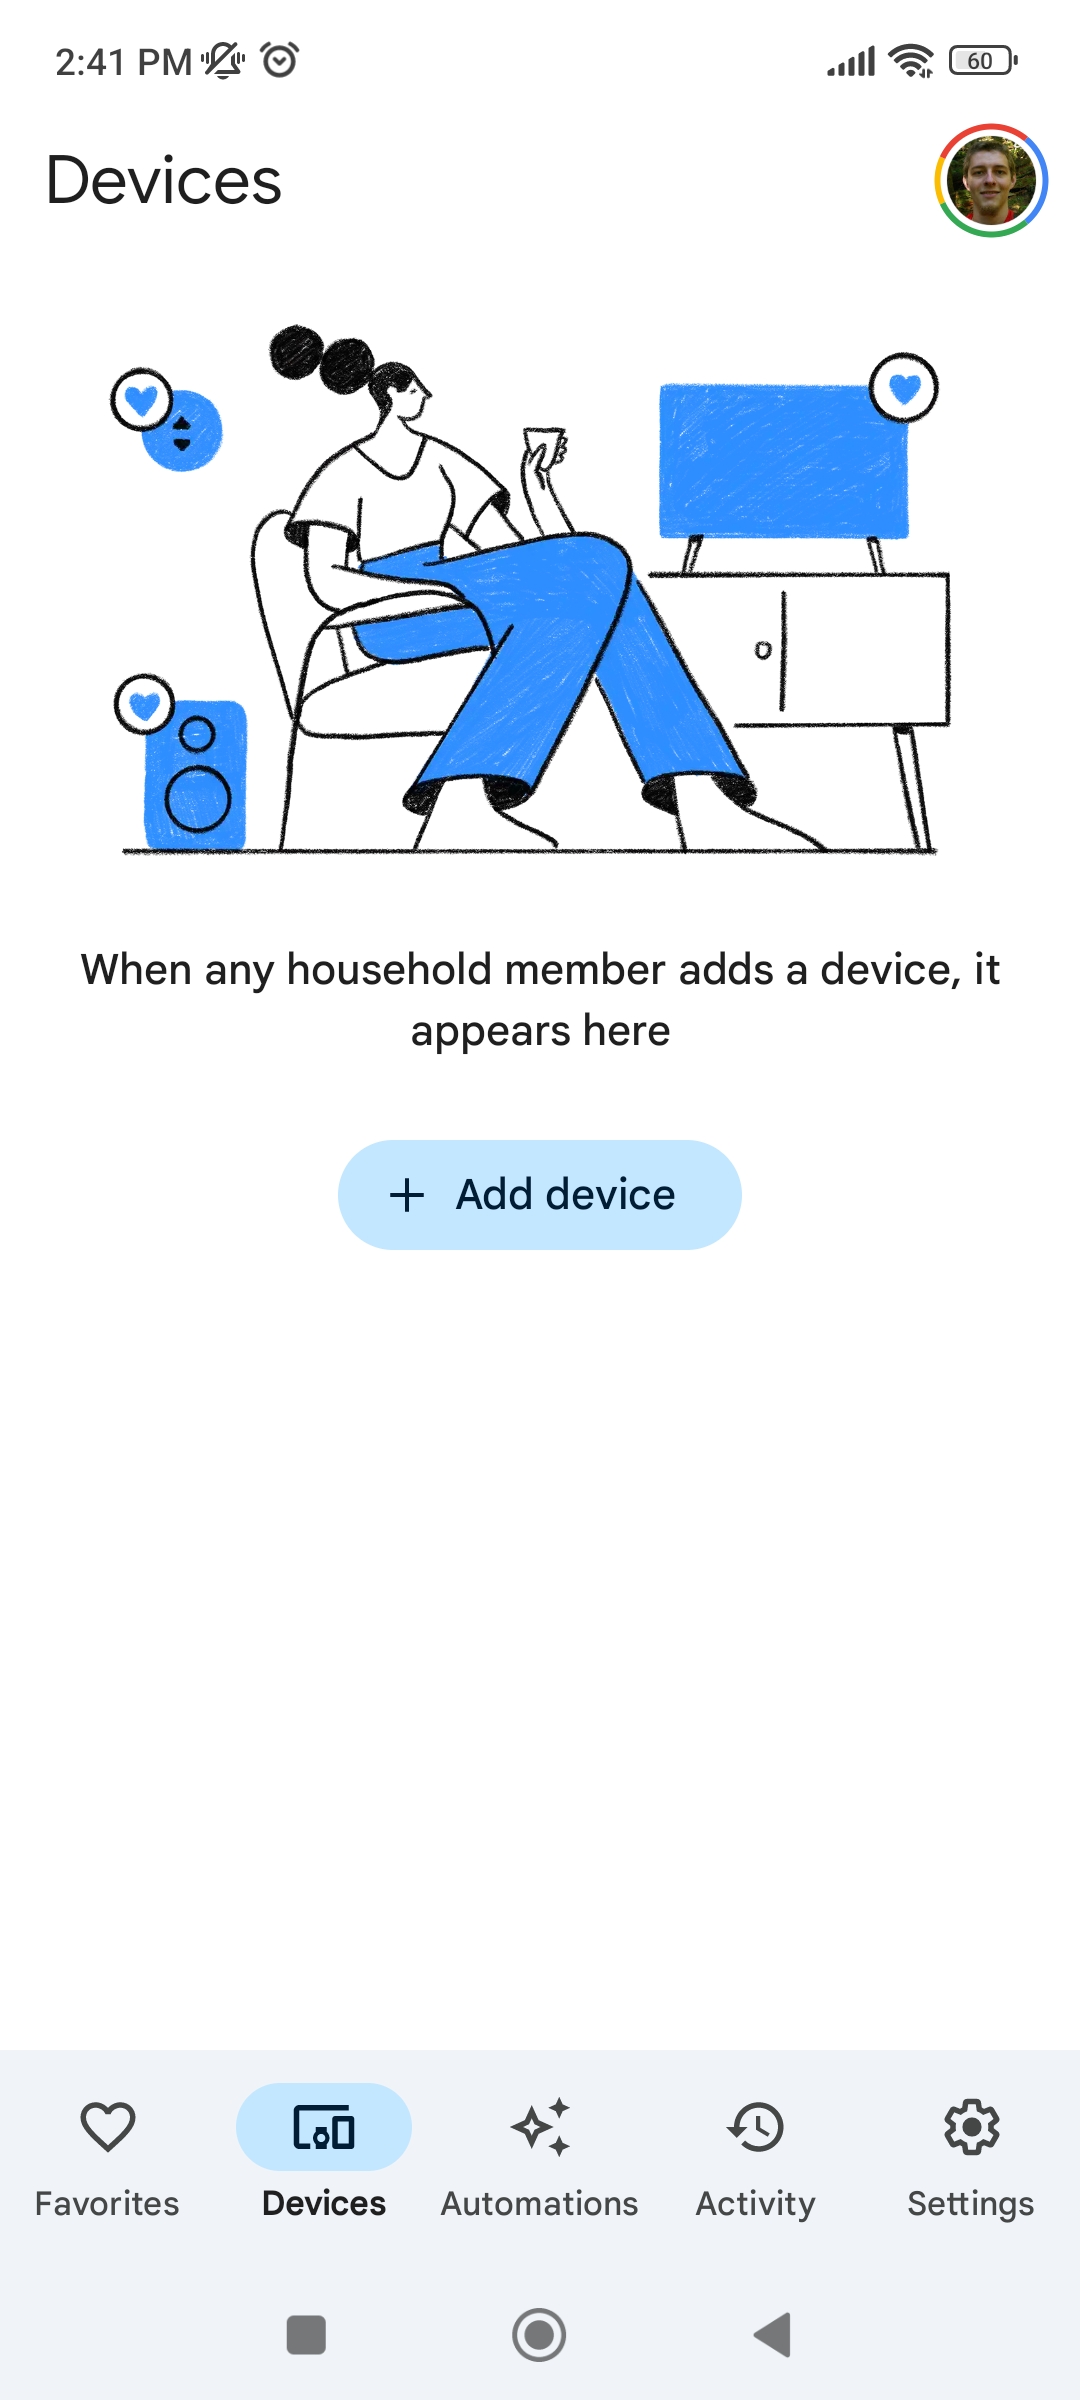 2:41 PM
60
Devices
When any household member adds a device, it
appears here
Add device
Favorites
Devices
Automations
Activity
Settings